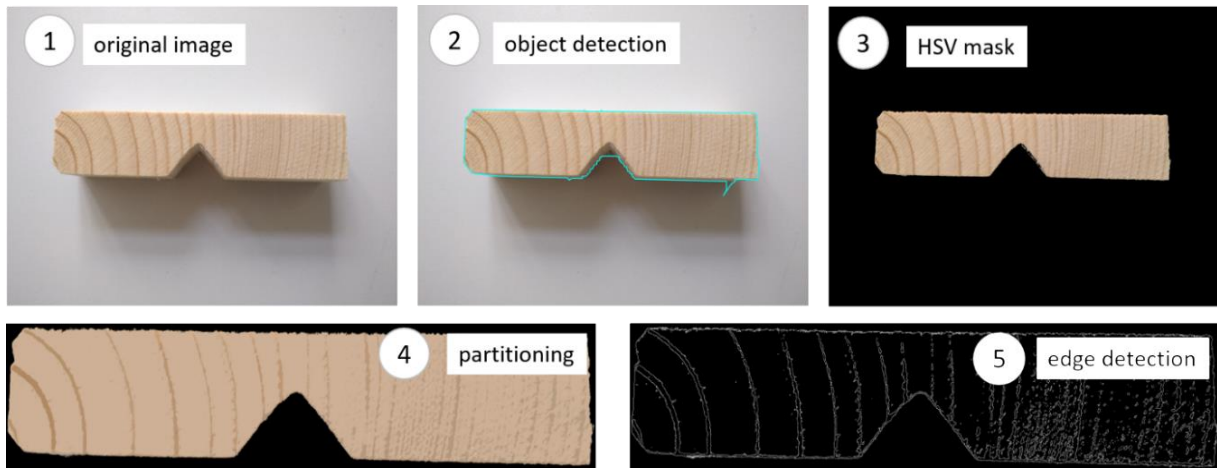 1 original image
2 object detection
3 HSV mask
4 partitioning
5 edge detection